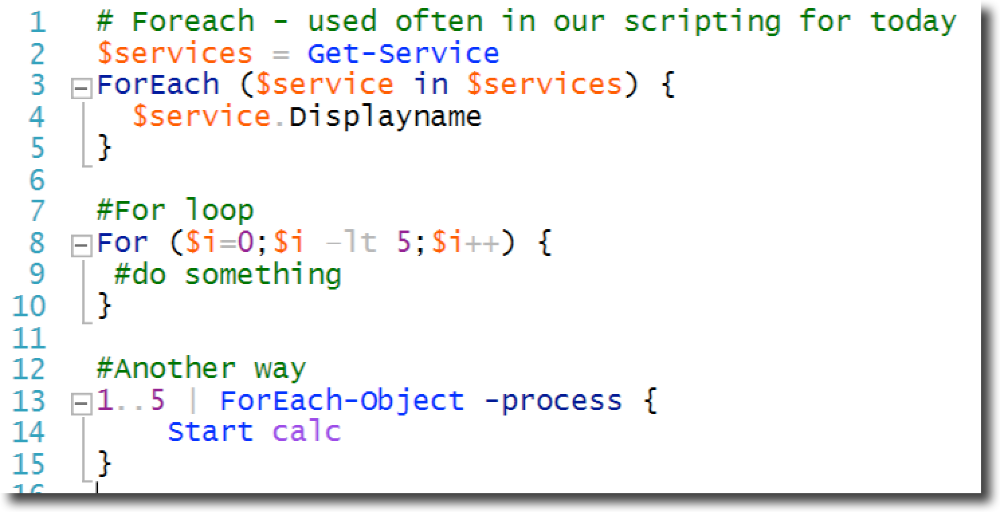 1 # Foreach - used often in our scripting for today
2 $services = Get-Service
3 ForEach ($service in $services) {
4   $service.Displayname
5 }
6
7 #For loop
8 For ($i=0;$i -lt 5;$i++) {
9  #do something
10 }
11
12 #Another way
13 1..5 | ForEach-Object -process {
14     Start calc
15 }
16